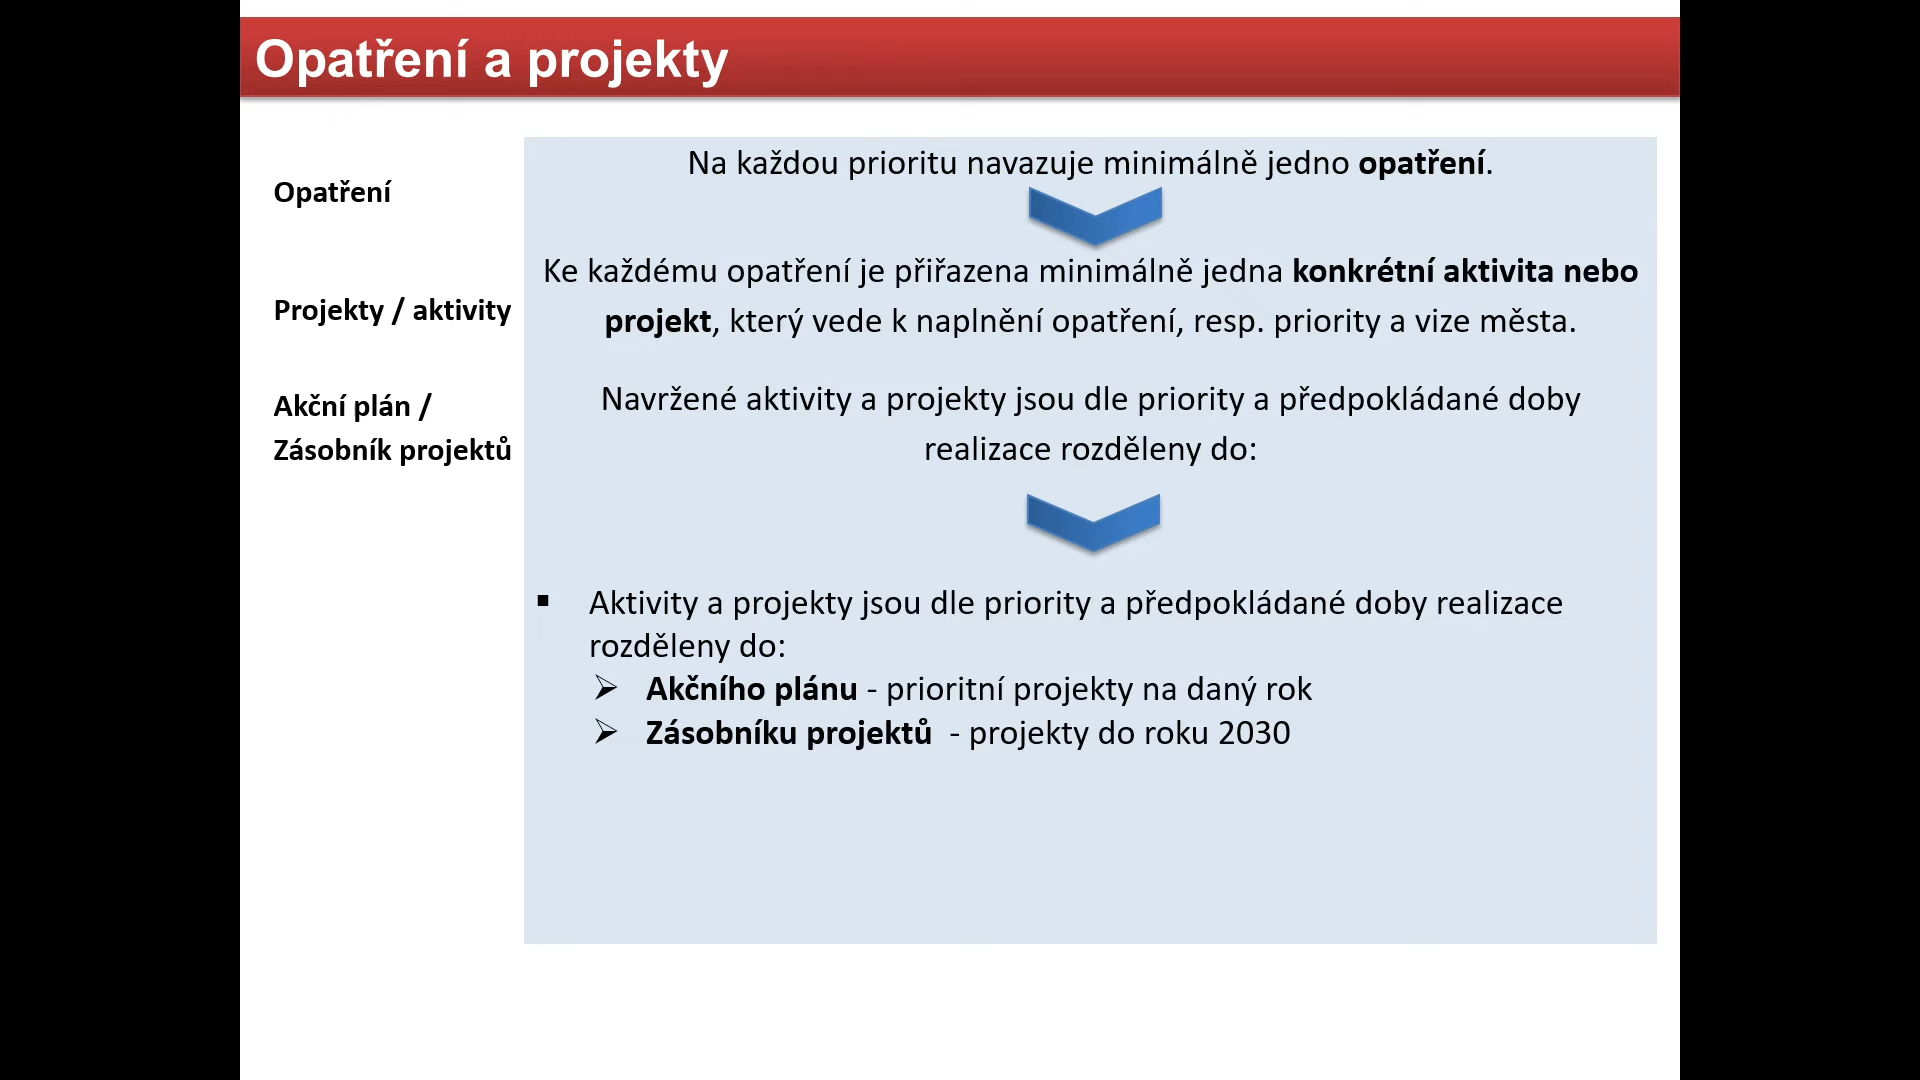 Opatření a projekty
Opatření
Na každou prioritu navazuje minimálně jedno opatření.
Projekty / aktivity
Ke každému opatření je přiřazena minimálně jedna konkrétní aktivita nebo
projekt, který vede k naplnění opatření, resp. priority a vize města.
Akční plán /
Zásobník projektů
Navržené aktivity a projekty jsou dle priority a předpokládané doby
realizace rozděleny do:
▪ Aktivity a projekty jsou dle priority a předpokládané doby realizace
rozděleny do:
➢ Akčního plánu - prioritní projekty na daný rok
➢ Zásobníku projektů - projekty do roku 2030